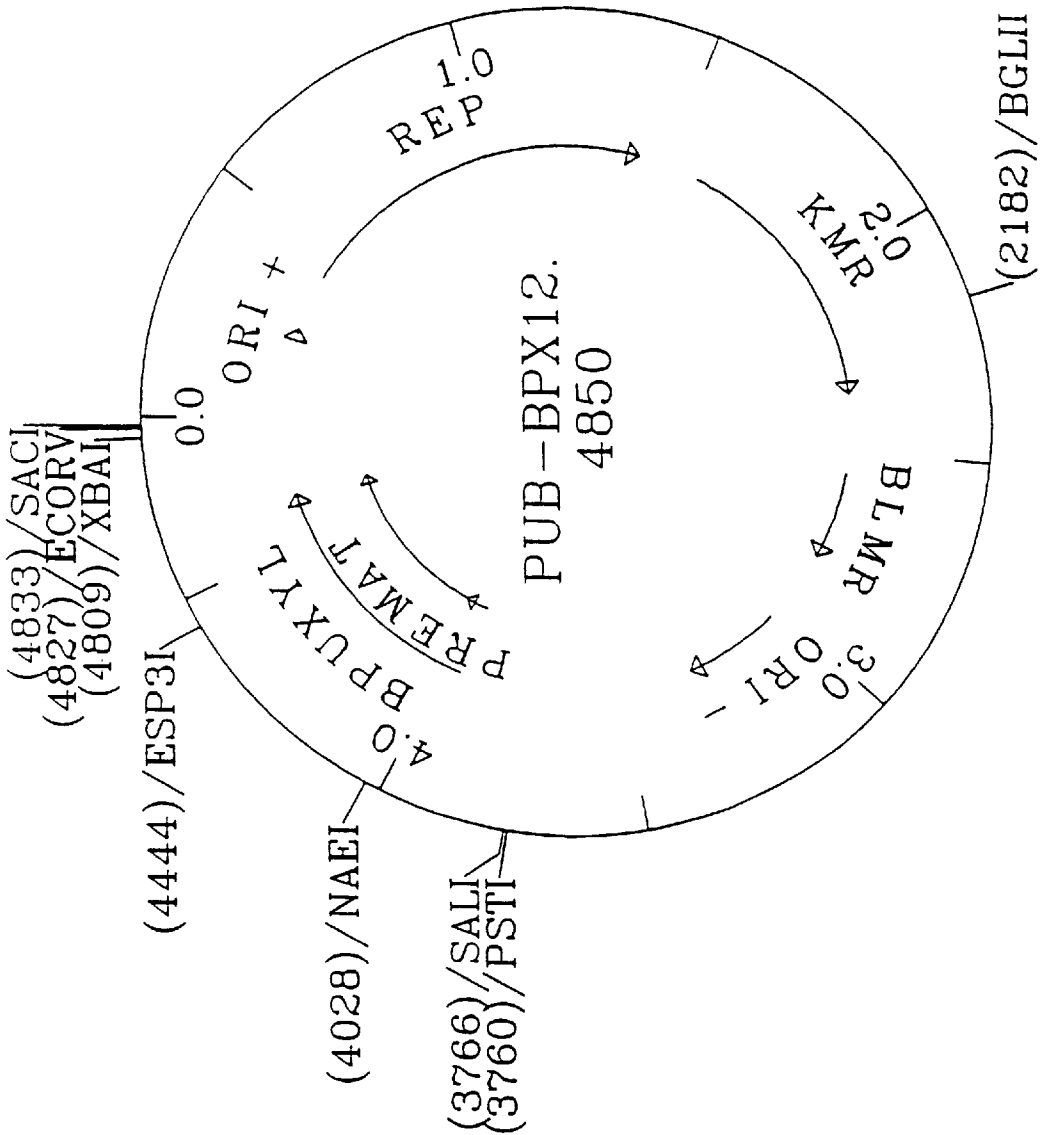 PUB-BPX12.
4850
0.0
1.0
2.0
3.0
4.0
ORI +
REP
KMR
BLMR
ORI -
PREMAT
BPUXYL
(2182)/BGLII
(3760)/PSTI
(3766)/SALI
(4028)/NAEI
(4444)/ESP3I
(4809)/XBAI
(4827)/ECORV
(4833)/SACI